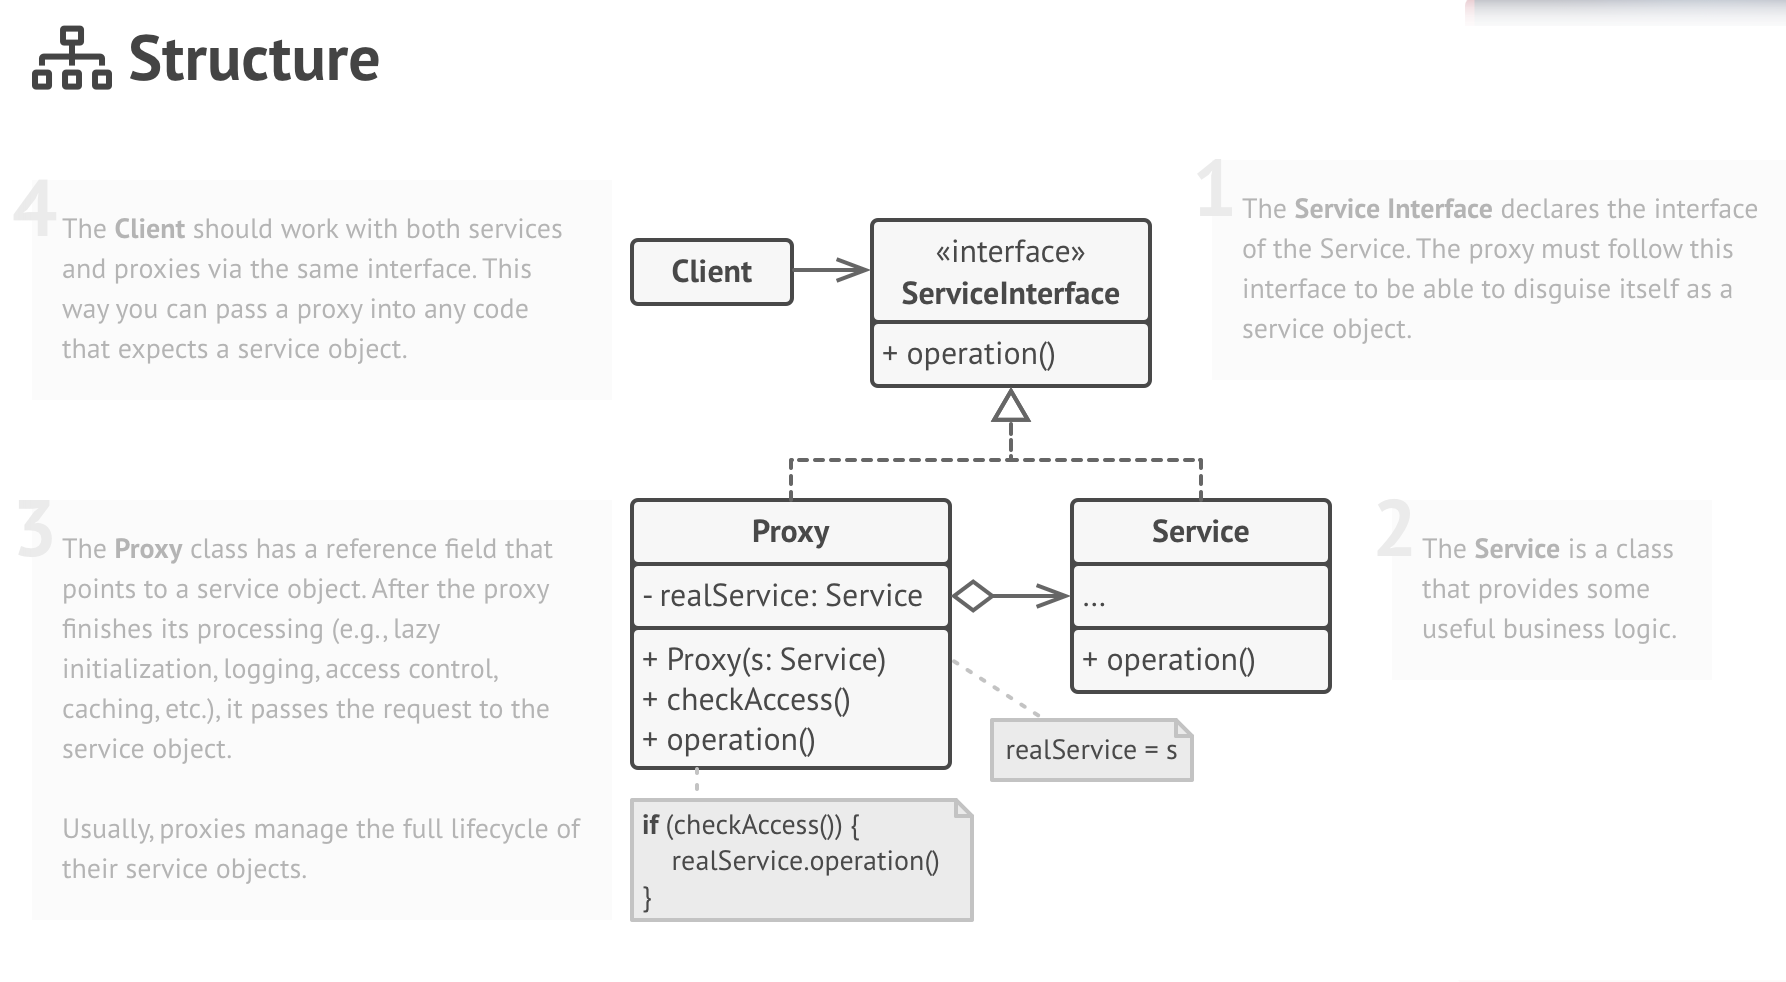 Structure
4
The Client should work with both services
and proxies via the same interface. This
way you can pass a proxy into any code
that expects a service object.
Client
«interface»
ServiceInterface
+ operation()
1
The Service Interface declares the interface
of the Service. The proxy must follow this
interface to be able to disguise itself as a
service object.
3
The Proxy class has a reference field that
points to a service object. After the proxy
finishes its processing (e.g., lazy
initialization, logging, access control,
caching, etc.), it passes the request to the
service object.
Usually, proxies manage the full lifecycle of
their service objects.
Proxy
- realService: Service
+ Proxy(s: Service)
+ checkAccess()
+ operation()
Service
...
+ operation()
2
The Service is a class
that provides some
useful business logic.
realService = s
if (checkAccess()) {
realService.operation()
}